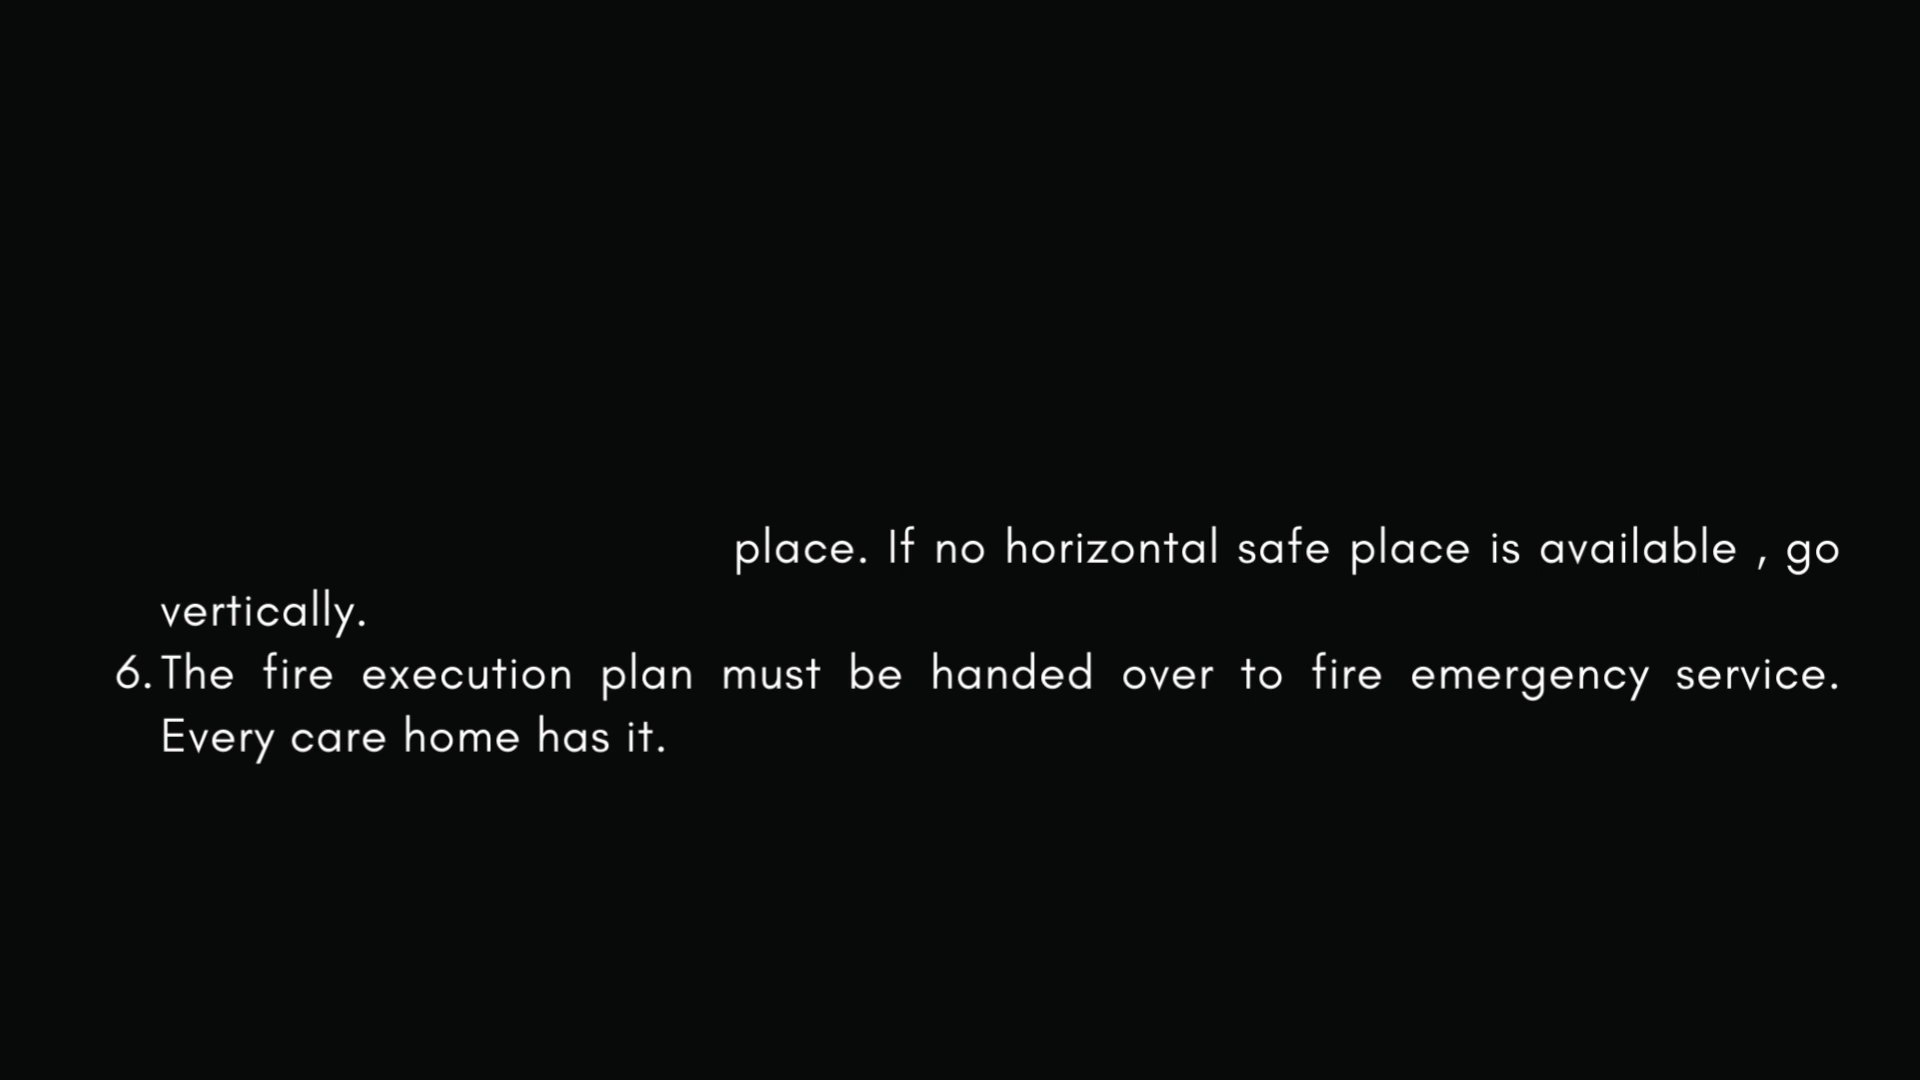 place. If no horizontal safe place is available , go
vertically.
6. The fire execution plan must be handed over to fire emergency service.
Every care home has it.